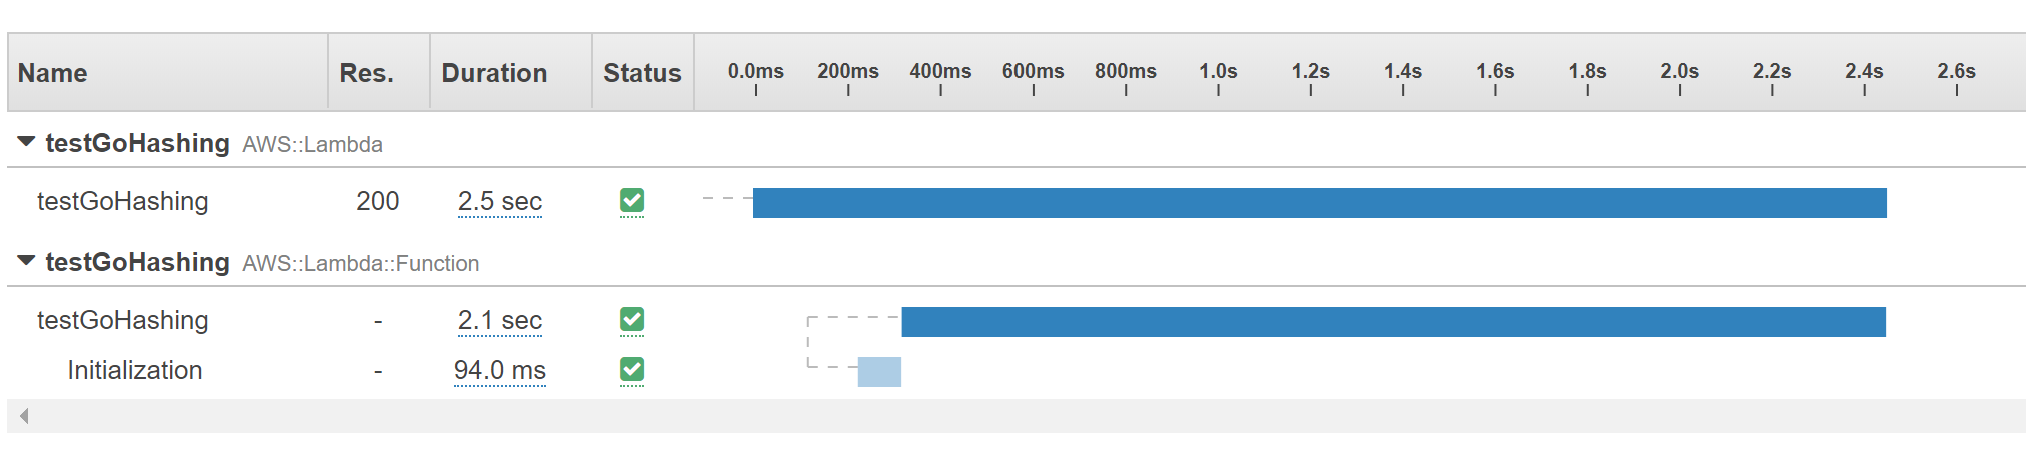 Name Res. Duration Status 0.0ms 200ms 400ms 600ms 800ms 1.0s 1.2s 1.4s 1.6s 1.8s 2.0s 2.2s 2.4s 2.6s
testGoHashing AWS::Lambda
testGoHashing 200 2.5 sec
testGoHashing AWS::Lambda::Function
testGoHashing - 2.1 sec
Initialization - 94.0 ms